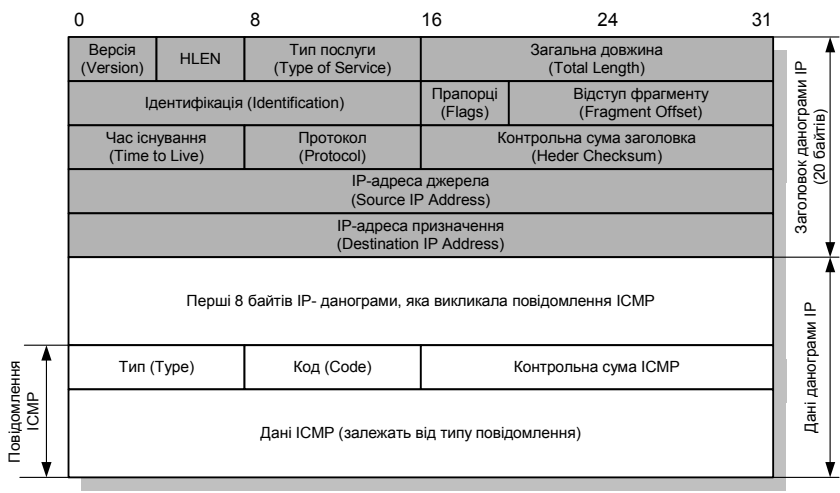 0 8 16 24 31
Версія
(Version)
HLEN
Тип послуги
(Type of Service)
Загальна довжина
(Total Length)
Ідентифікація (Identification)
Прапорці
(Flags)
Відступ фрагменту
(Fragment Offset)
Час існування
(Time to Live)
Протокол
(Protocol)
Контрольна сума заголовка
(Heder Checksum)
IP-адреса джерела
(Source IP Address)
IP-адреса призначення
(Destination IP Address)
Заголовок данограми IP
(20 байтів)
Перші 8 байтів IP- данограми, яка викликала повідомлення ICMP
Тип (Type)
Код (Code)
Контрольна сума ICMP
Дані ICMP (залежать від типу повідомлення)
Повідомлення
ICMP
Дані данограми IP